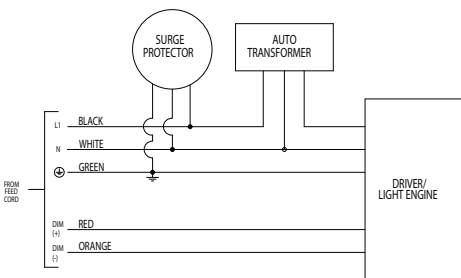 SURGE
PROTECTOR
AUTO
TRANSFORMER
L1 BLACK
N WHITE
GREEN
FROM
FEED
CORD
DRIVER/
LIGHT ENGINE
DIM
(+)
RED
DIM
(-)
ORANGE